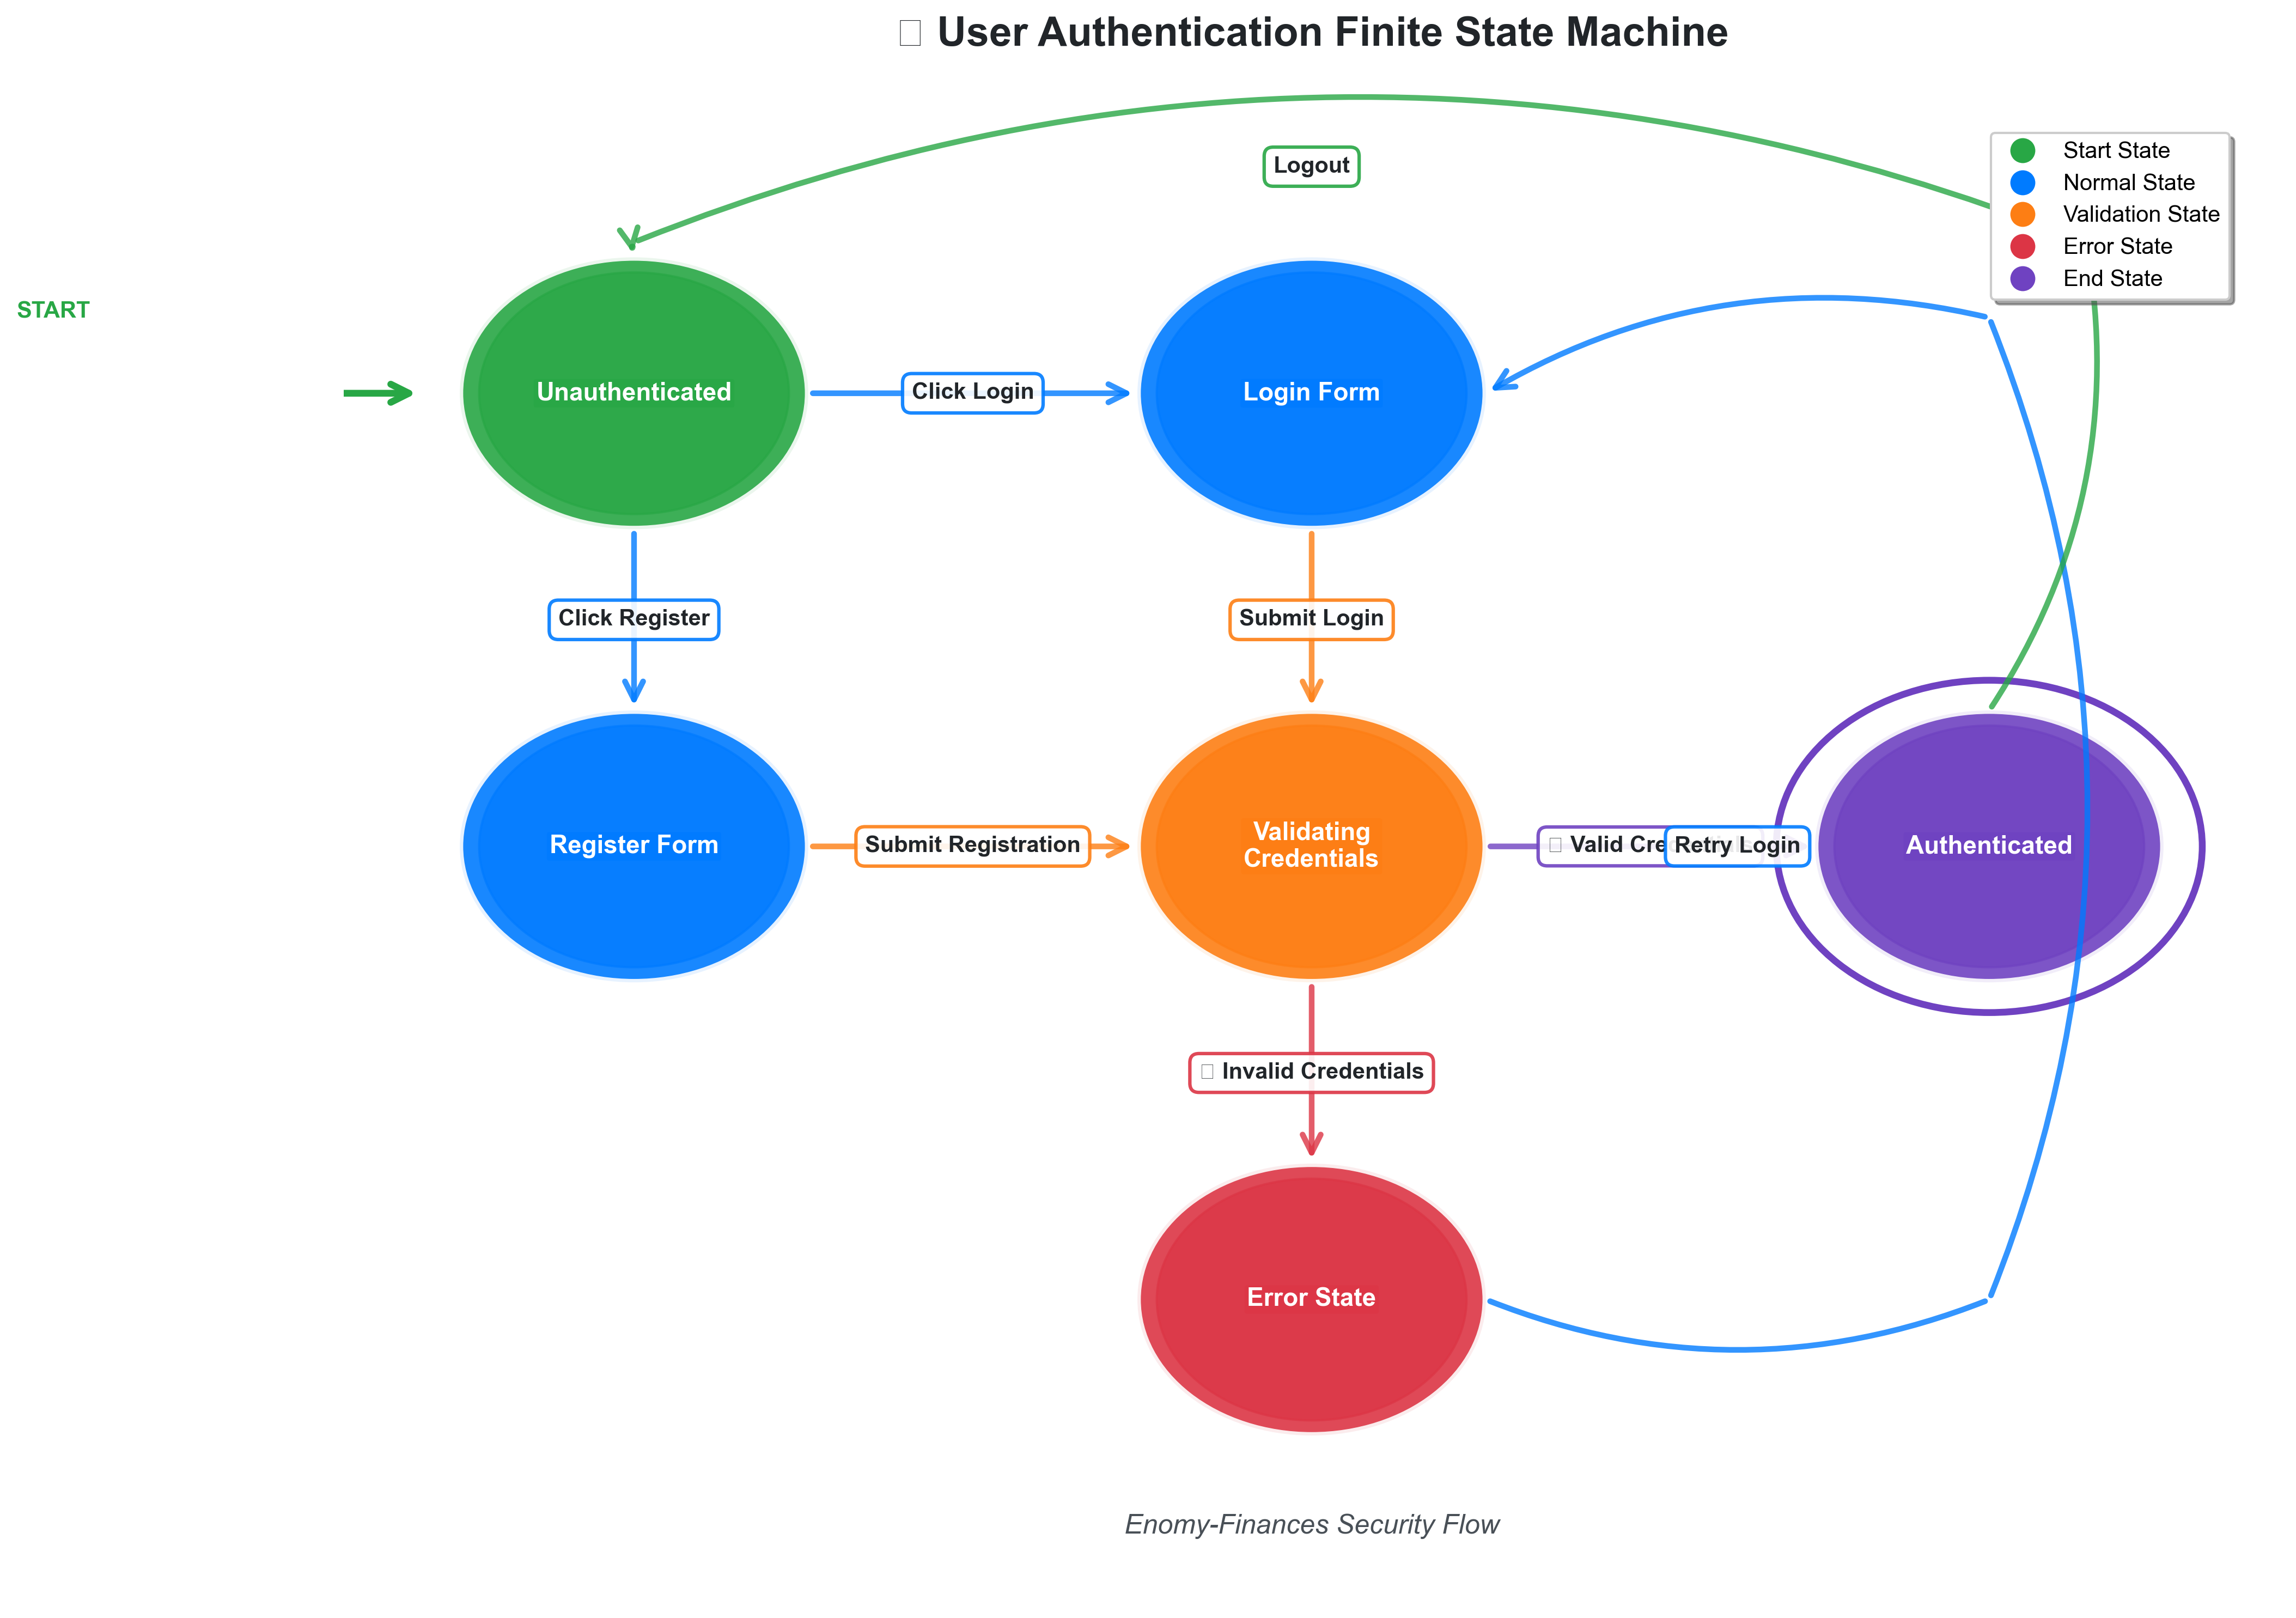 User Authentication Finite State Machine
Logout
Start State
Normal State
Validation State
Error State
End State
START
Unauthenticated
Click Login
Login Form
Click Register
Submit Login
Register Form
Submit Registration
Validating
Credentials
Valid Cre
Retry Login
Authenticated
Invalid Credentials
Error State
Enomy-Finances Security Flow